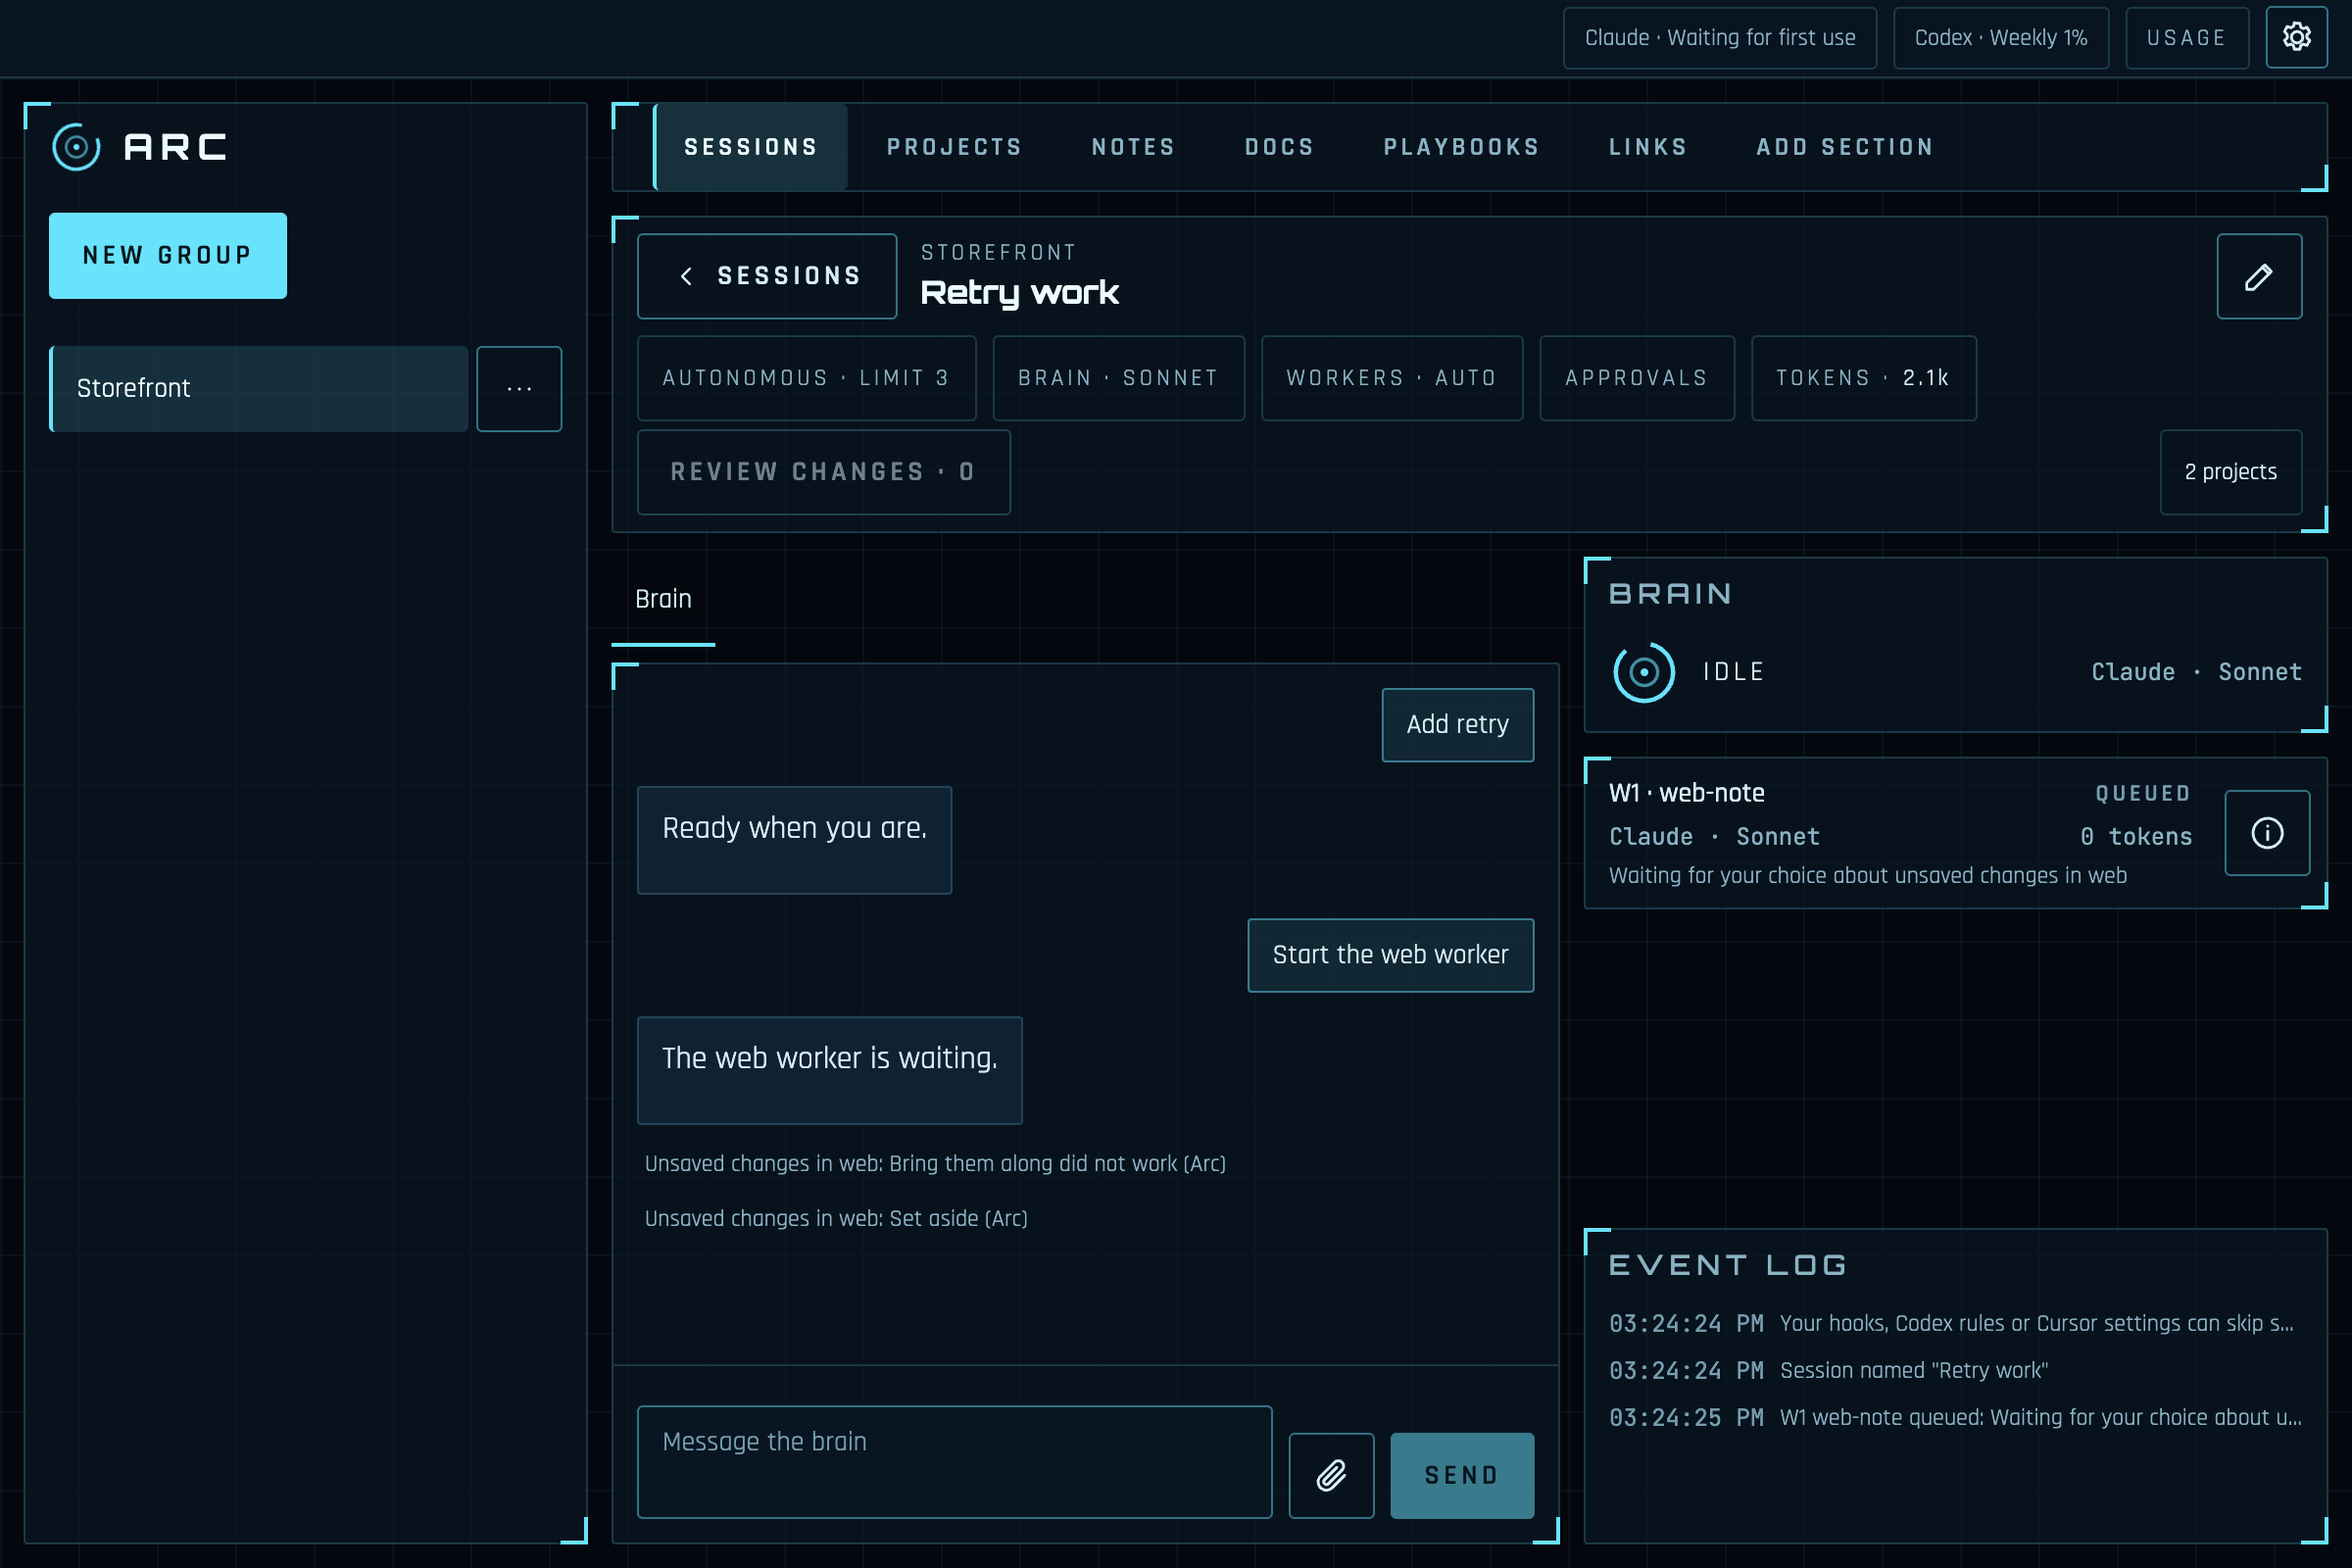 Claude · Waiting for first use
Codex · Weekly 1%
USAGE
ARC
NEW GROUP
Storefront
...
SESSIONS
PROJECTS
NOTES
DOCS
PLAYBOOKS
LINKS
ADD SECTION
SESSIONS
STOREFRONT
Retry work
AUTONOMOUS · LIMIT 3
BRAIN · SONNET
WORKERS · AUTO
APPROVALS
TOKENS · 2.1k
REVIEW CHANGES · 0
2 projects
Brain
Add retry
Ready when you are.
Start the web worker
The web worker is waiting.
Unsaved changes in web: Bring them along did not work (Arc)
Unsaved changes in web: Set aside (Arc)
Message the brain
SEND
BRAIN
IDLE
Claude · Sonnet
W1 · web-note
QUEUED
Claude · Sonnet
0 tokens
Waiting for your choice about unsaved changes in web
EVENT LOG
03:24:24 PM Your hooks, Codex rules or Cursor settings can skip s...
03:24:24 PM Session named "Retry work"
03:24:25 PM W1 web-note queued: Waiting for your choice about u...